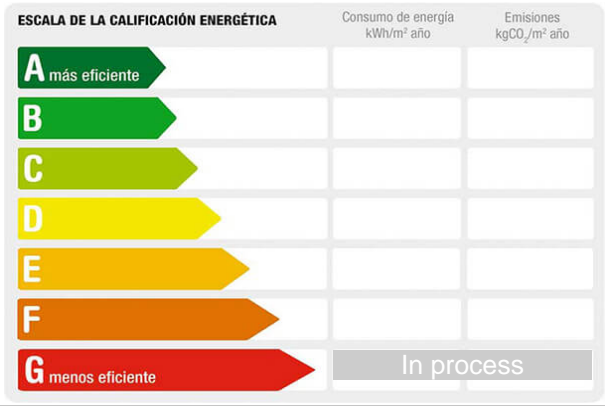 ESCALA DE LA CALIFICACIÓN ENERGÉTICA
Consumo de energía
kWh/m² año
Emisiones
kgCO₂/m² año
A más eficiente
B
C
D
E
F
G menos eficiente
In process